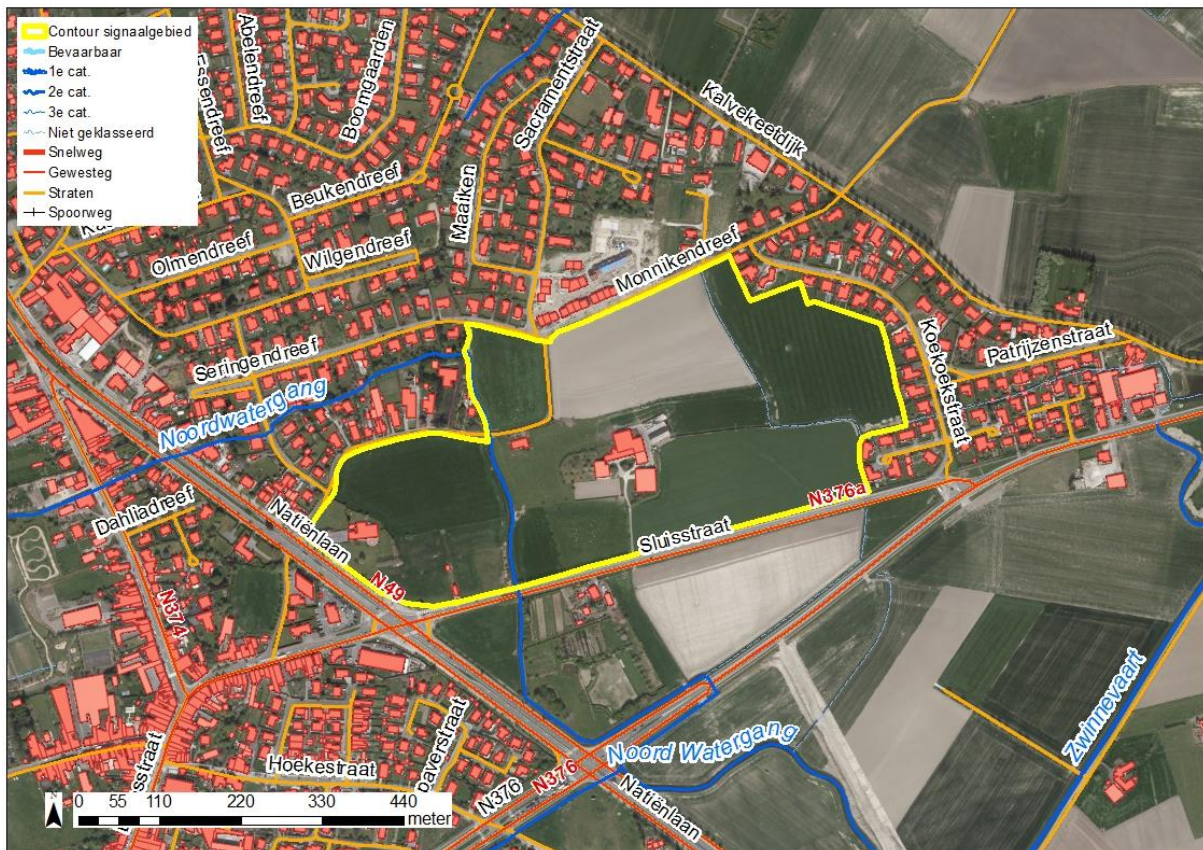 Contour signaalgebied
Bevaarbaar
1e cat.
2e cat.
3e cat.
Niet geklasseerd
Snelweg
Gewesteg
Straten
Spoorweg
Abelendreef
Essendreef
Boomgaarden
Sacramentstraat
Kalvekeetdijk
Beukendreef
Maaiken
Olmendreef
Wilgendreef
Monnikendreef
Seringendreef
Koekoekstraat
Patrijzenstraat
Noordwatergang
Dahliadreef
Natiënlaan
N49
N374
Sluisstraat
N376a
Zwinnevaart
Noord Watergang
Hoekestraat
N376
N376
Natiënlaan
N
0 55 110 220 330 440
meter